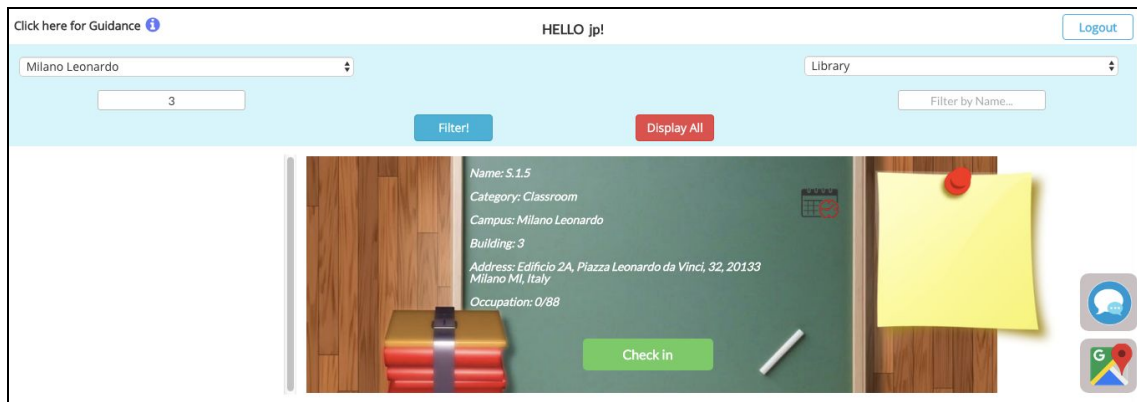 Click here for Guidance
HELLO jp!
Logout
Milano Leonardo
Library
3
Filter by Name...
Filter!
Display All
Name: S.1.5
Category: Classroom
Campus: Milano Leonardo
Building: 3
Address: Edificio 2A, Piazza Leonardo da Vinci, 32, 20133
Milano MI, Italy
Occupation: 0/88
Check in
G